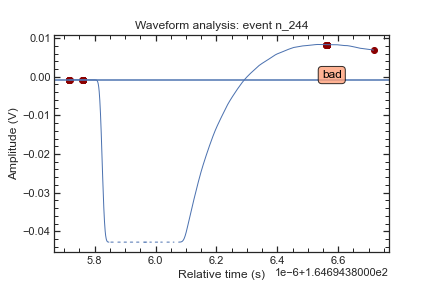 Waveform analysis: event n_244
0.01
0.00
−0.01
−0.02
−0.03
−0.04
Amplitude (V)
bad
5.8 6.0 6.2 6.4 6.6
Relative time (s)
1e−6+1.6469438000e2